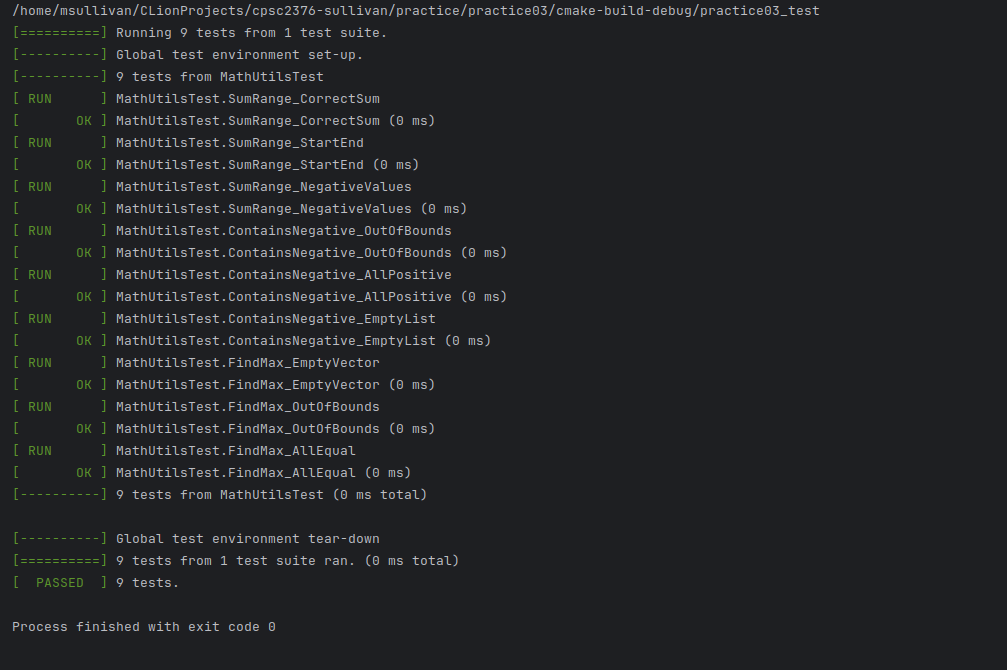 /home/msullivan/CLionProjects/cpsc2376-sullivan/practice/practice03/cmake-build-debug/practice03_test
[==========] Running 9 tests from 1 test suite.
[----------] Global test environment set-up.
[----------] 9 tests from MathUtilsTest
[ RUN      ] MathUtilsTest.SumRange_CorrectSum
[       OK ] MathUtilsTest.SumRange_CorrectSum (0 ms)
[ RUN      ] MathUtilsTest.SumRange_StartEnd
[       OK ] MathUtilsTest.SumRange_StartEnd (0 ms)
[ RUN      ] MathUtilsTest.SumRange_NegativeValues
[       OK ] MathUtilsTest.SumRange_NegativeValues (0 ms)
[ RUN      ] MathUtilsTest.ContainsNegative_OutOfBounds
[       OK ] MathUtilsTest.ContainsNegative_OutOfBounds (0 ms)
[ RUN      ] MathUtilsTest.ContainsNegative_AllPositive
[       OK ] MathUtilsTest.ContainsNegative_AllPositive (0 ms)
[ RUN      ] MathUtilsTest.ContainsNegative_EmptyList
[       OK ] MathUtilsTest.ContainsNegative_EmptyList (0 ms)
[ RUN      ] MathUtilsTest.FindMax_EmptyVector
[       OK ] MathUtilsTest.FindMax_EmptyVector (0 ms)
[ RUN      ] MathUtilsTest.FindMax_OutOfBounds
[       OK ] MathUtilsTest.FindMax_OutOfBounds (0 ms)
[ RUN      ] MathUtilsTest.FindMax_AllEqual
[       OK ] MathUtilsTest.FindMax_AllEqual (0 ms)
[----------] 9 tests from MathUtilsTest (0 ms total)
[----------] Global test environment tear-down
[==========] 9 tests from 1 test suite ran. (0 ms total)
[  PASSED  ] 9 tests.
Process finished with exit code 0